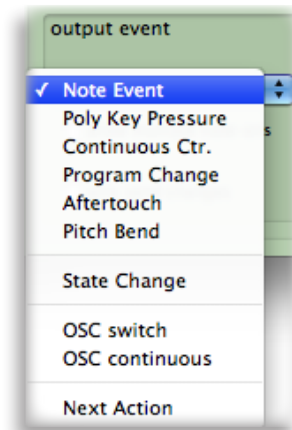 output event
✓ Note Event
Poly Key Pressure
Continuous Ctr.
Program Change
Aftertouch
Pitch Bend
State Change
OSC switch
OSC continuous
Next Action